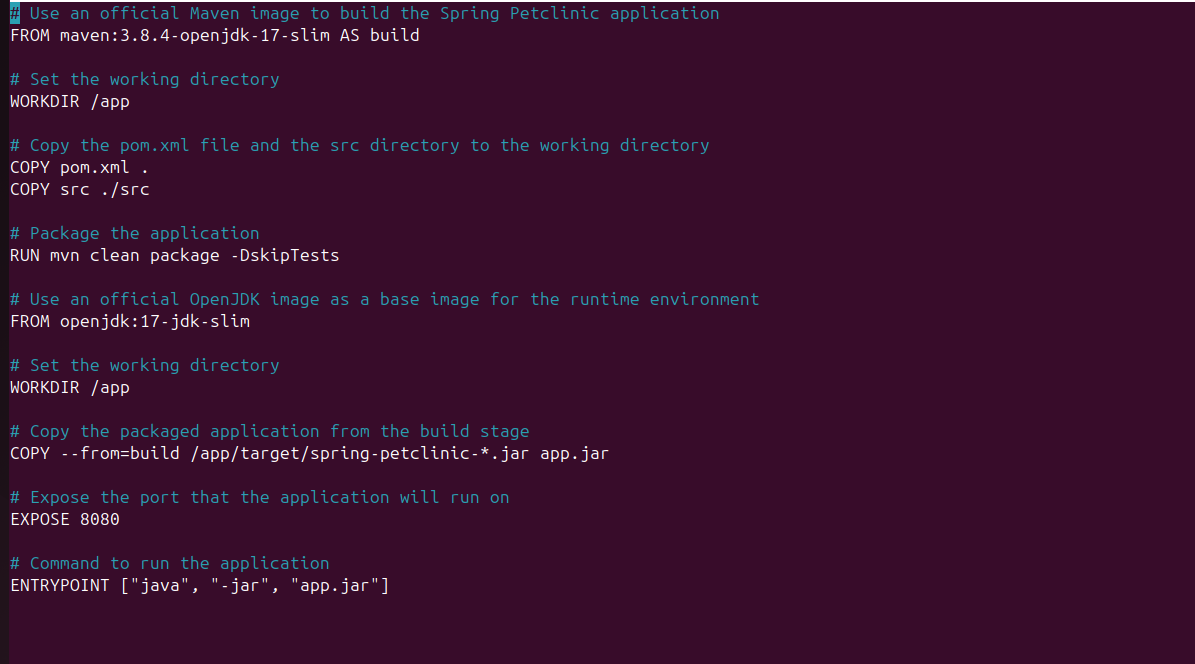 # Use an official Maven image to build the Spring Petclinic application
FROM maven:3.8.4-openjdk-17-slim AS build
# Set the working directory
WORKDIR /app
# Copy the pom.xml file and the src directory to the working directory
COPY pom.xml .
COPY src ./src
# Package the application
RUN mvn clean package -DskipTests
# Use an official OpenJDK image as a base image for the runtime environment
FROM openjdk:17-jdk-slim
# Set the working directory
WORKDIR /app
# Copy the packaged application from the build stage
COPY --from=build /app/target/spring-petclinic-*.jar app.jar
# Expose the port that the application will run on
EXPOSE 8080
# Command to run the application
ENTRYPOINT ["java", "-jar", "app.jar"]